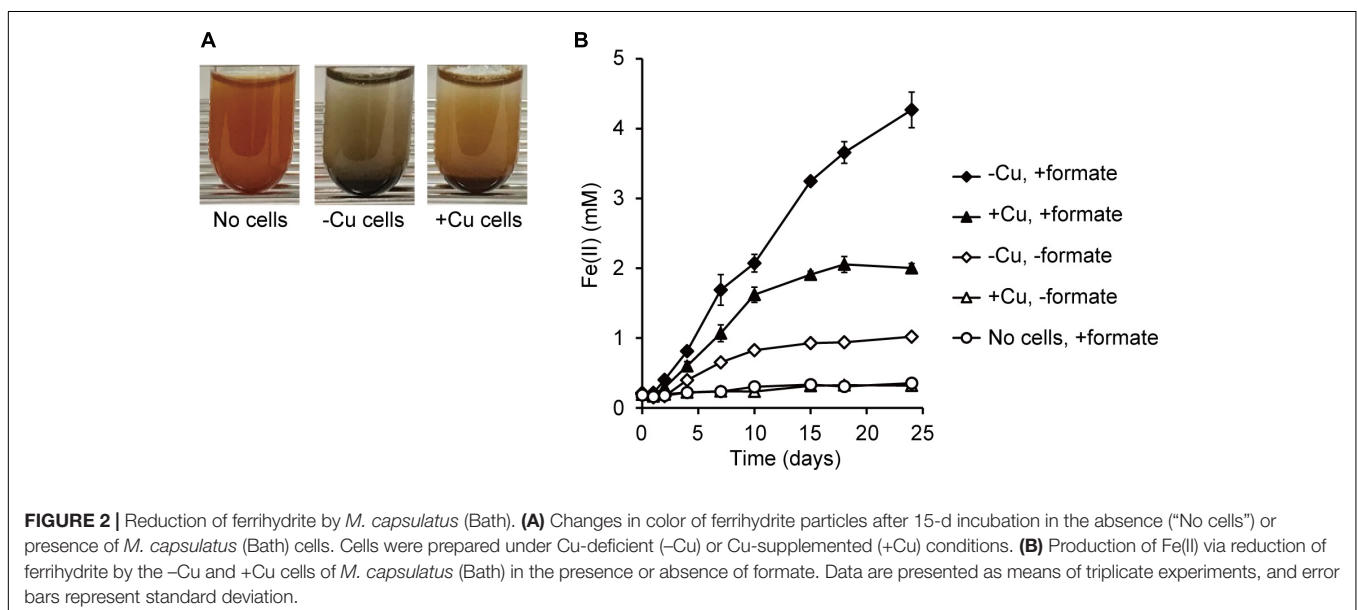 A
No cells
-Cu cells
+Cu cells
B
5
4
3
2
1
0
Fe(II) (mM)
0 5 10 15 20 25
Time (days)
-Cu, +formate
+Cu, +formate
-Cu, -formate
+Cu, -formate
No cells, +formate
FIGURE 2 | Reduction of ferrihydrite by M. capsulatus (Bath). (A) Changes in color of ferrihydrite particles after 15-d incubation in the absence (“No cells”) or
presence of M. capsulatus (Bath) cells. Cells were prepared under Cu-deficient (–Cu) or Cu-supplemented (+Cu) conditions. (B) Production of Fe(II) via reduction of
ferrihydrite by the –Cu and +Cu cells of M. capsulatus (Bath) in the presence or absence of formate. Data are presented as means of triplicate experiments, and error
bars represent standard deviation.